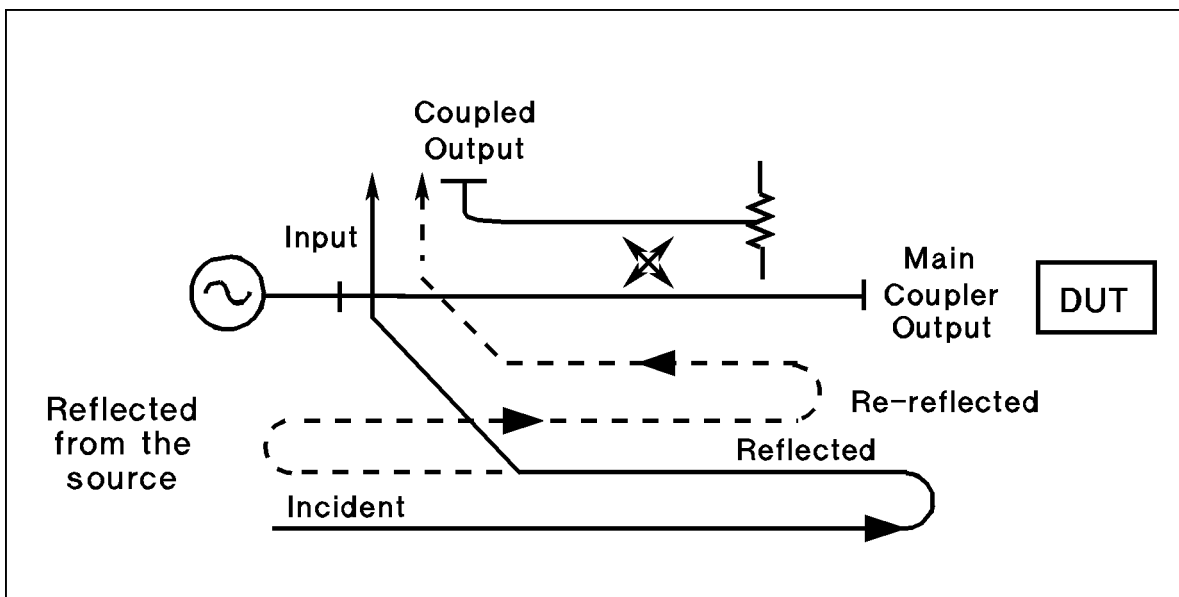 Coupled
Output
Input
Main
Coupler
Output
DUT
Re-reflected
Reflected
from the
source
Reflected
Incident